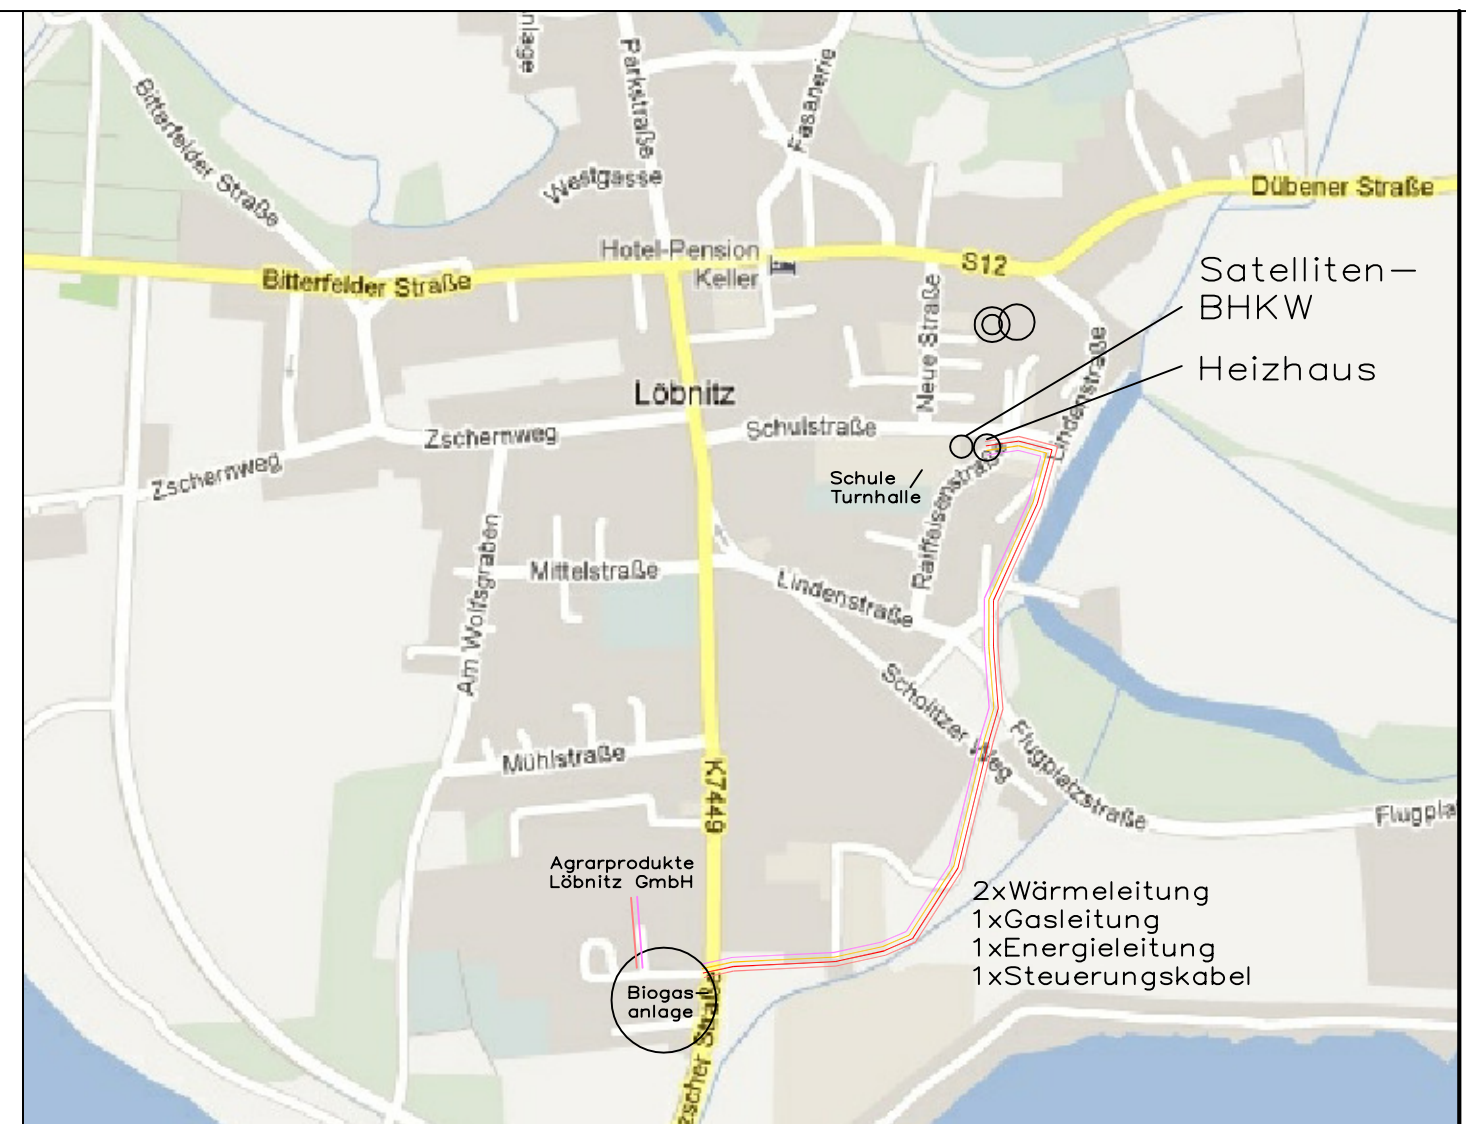 nlage
Parkstraße
Fasanerie
Bitterfelder Straße
Westgasse
Dübener Straße
Hotel-Pension
Keller
S12
Bitterfelder Straße
Satelliten-
BHKW
Neue Straße
Lindenstraße
Heizhaus
Löbnitz
Zschernweg
Schulstraße
Zschernweg
Schule /
Turnhalle
Raiffeisenstraße
Am Wolfsgraben
Mittelstraße
Lindenstraße
Scholitzer Weg
Mühlstraße
Flugplatzstraße
Flugpla
K7449
Agrarprodukte
Löbnitz GmbH
2xWärmeleitung
1xGasleitung
1xEnergieleitung
1xSteuerungskabel
Biogas-
anlage